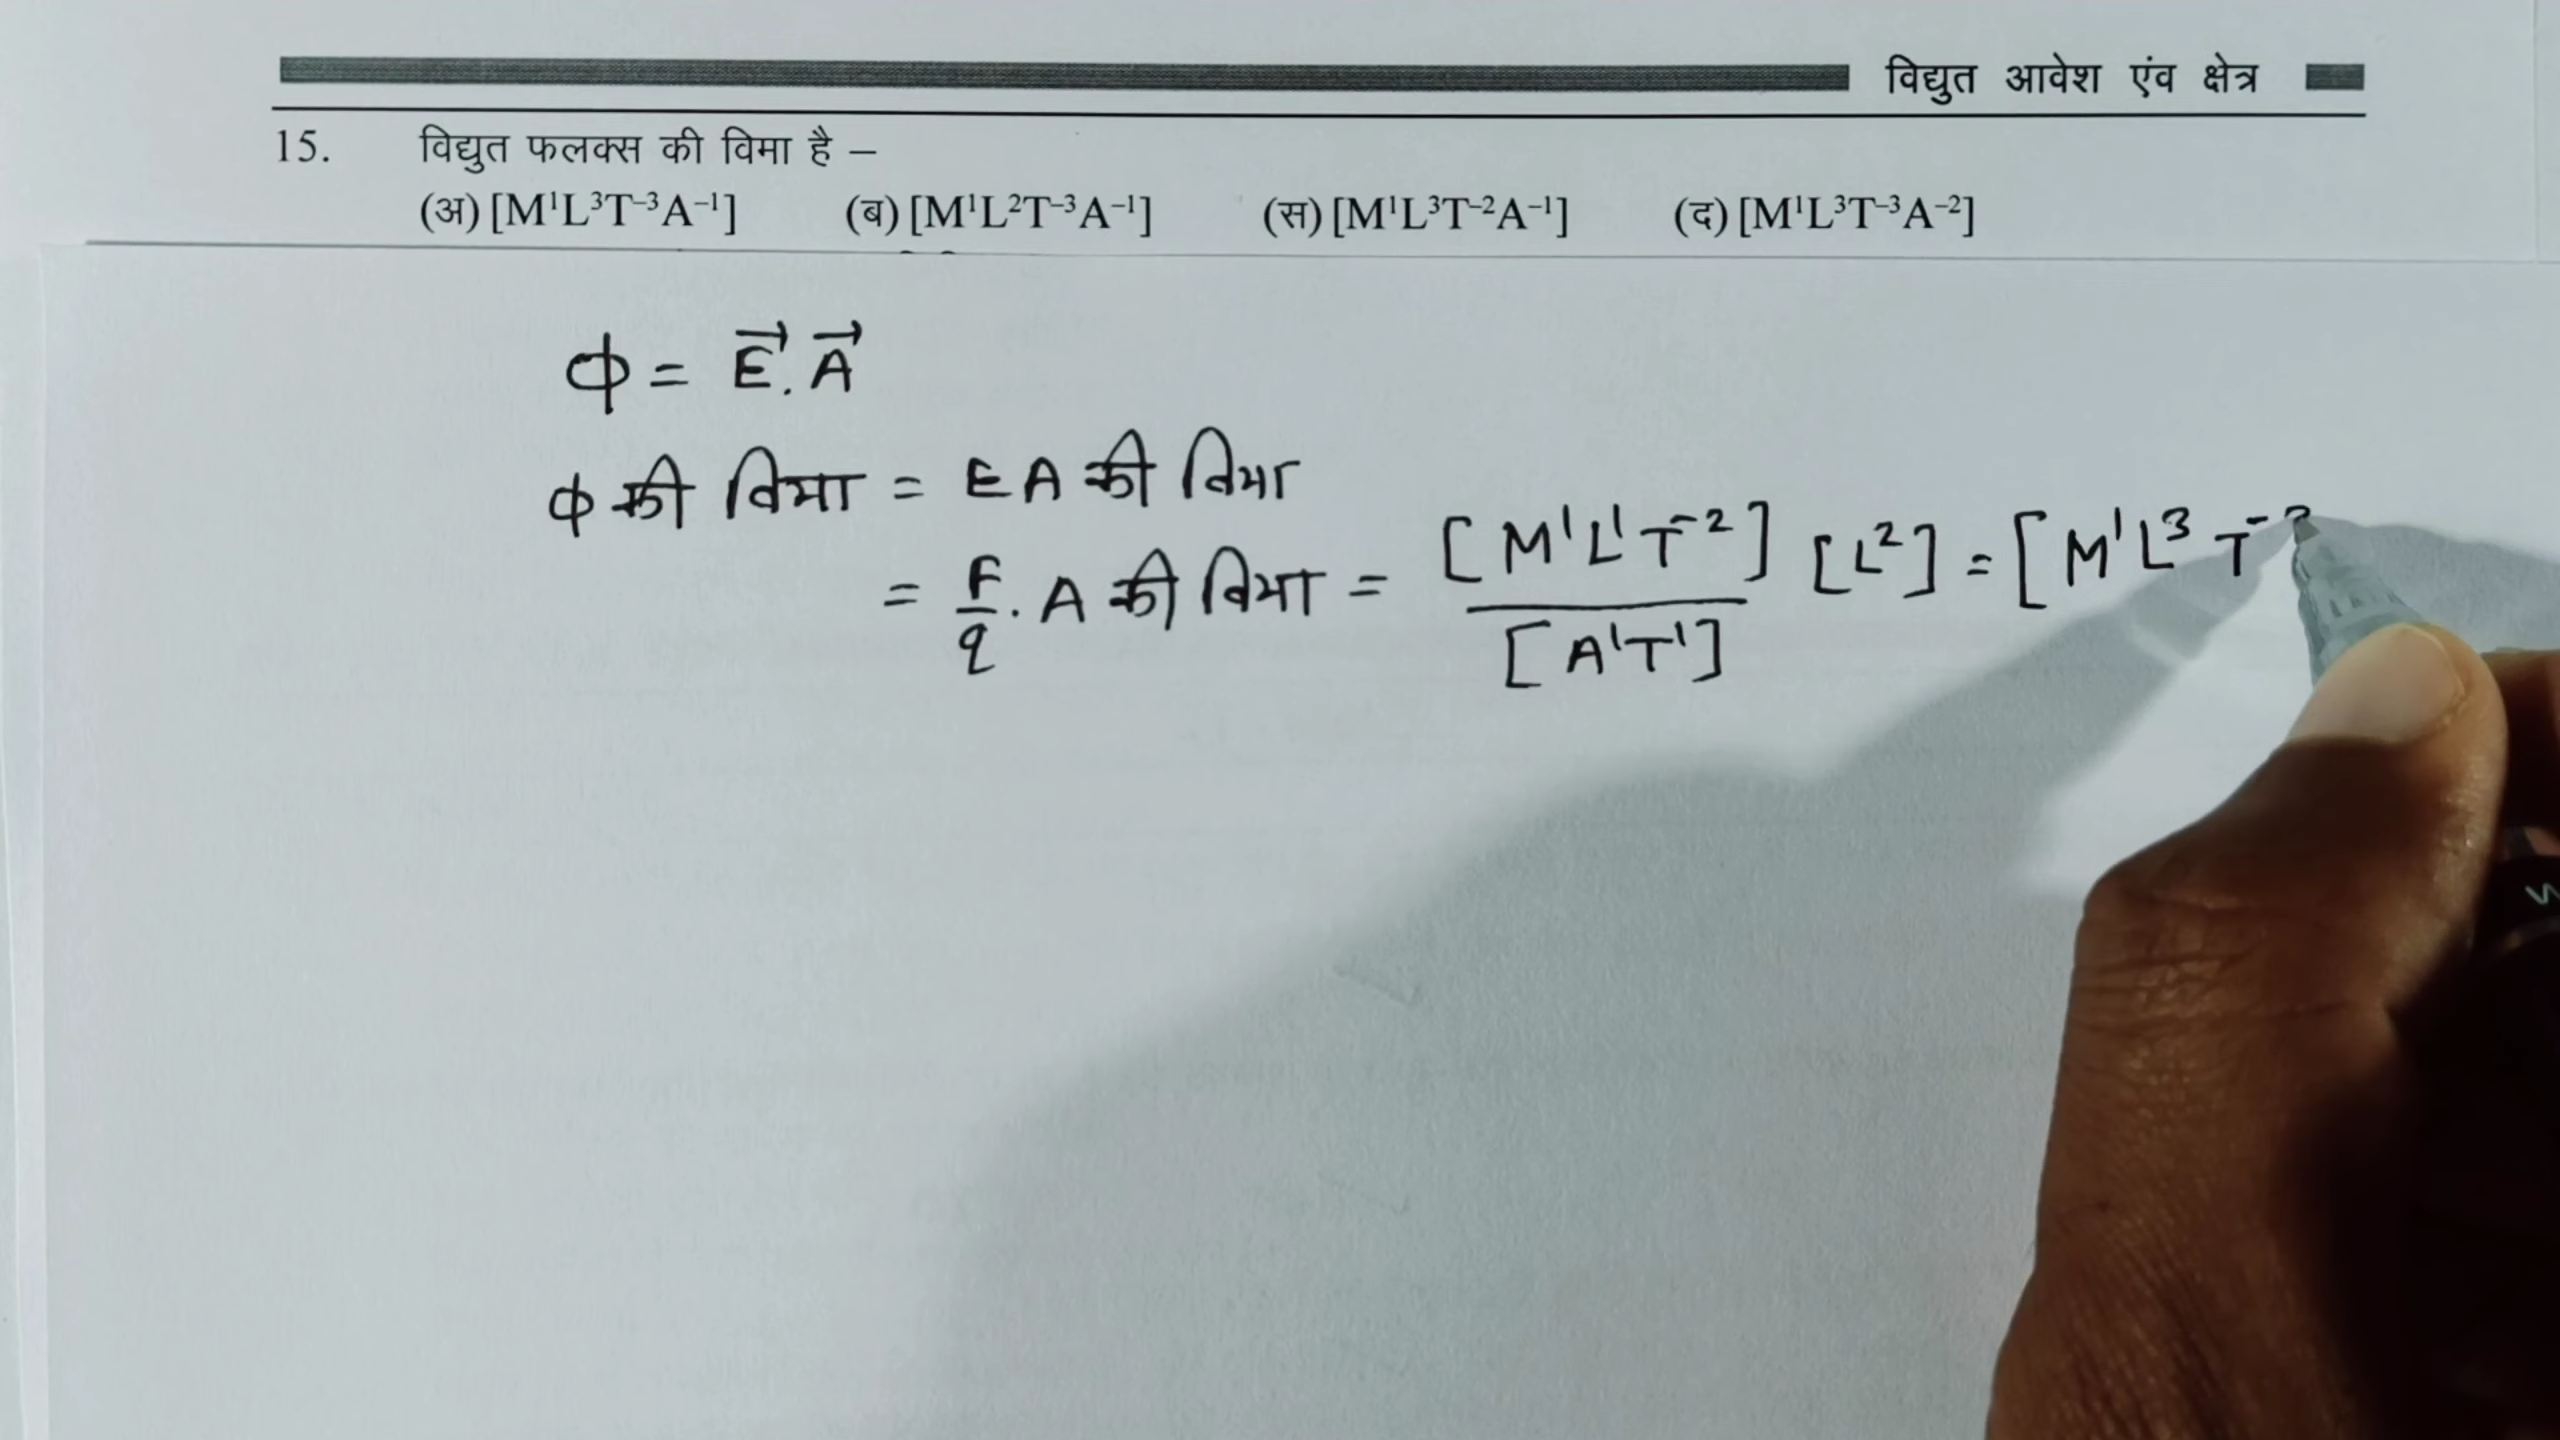 विद्युत आवेश एंव क्षेत्र
15. विद्युत फलक्स की विमा है –
(अ) [M¹L³T⁻³A⁻¹] (ब) [M¹L²T⁻³A⁻¹] (स) [M¹L³T⁻²A⁻¹] (द) [M¹L³T⁻³A⁻²]
ϕ = E⃗ . A⃗
ϕ की विमा = EA की विमा
= F/q . A की विमा = [M¹L¹T⁻²]/[A¹T¹] [L²] = [M¹L³T⁻